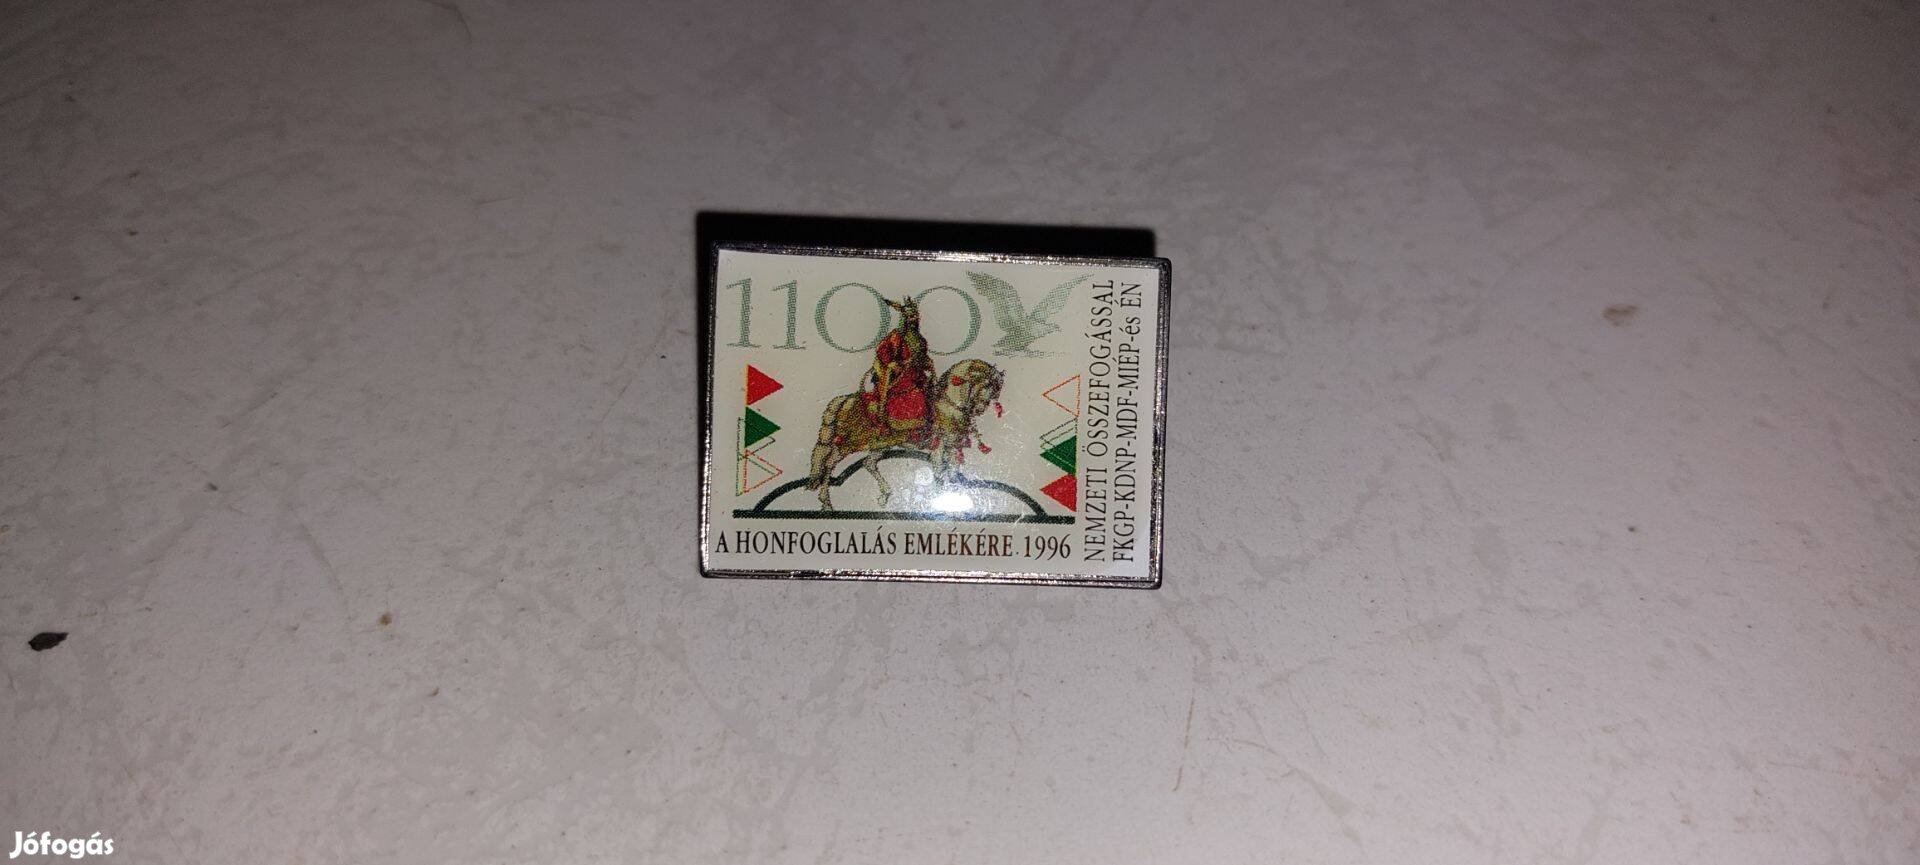 1100
A HONFOGLALÁS EMLÉKÉRE 1996
NEMZETI ÖSSZEFOGÁSSAL
FKGP-KDNP-MDF-MIÉP-és ÉN
Jófogás